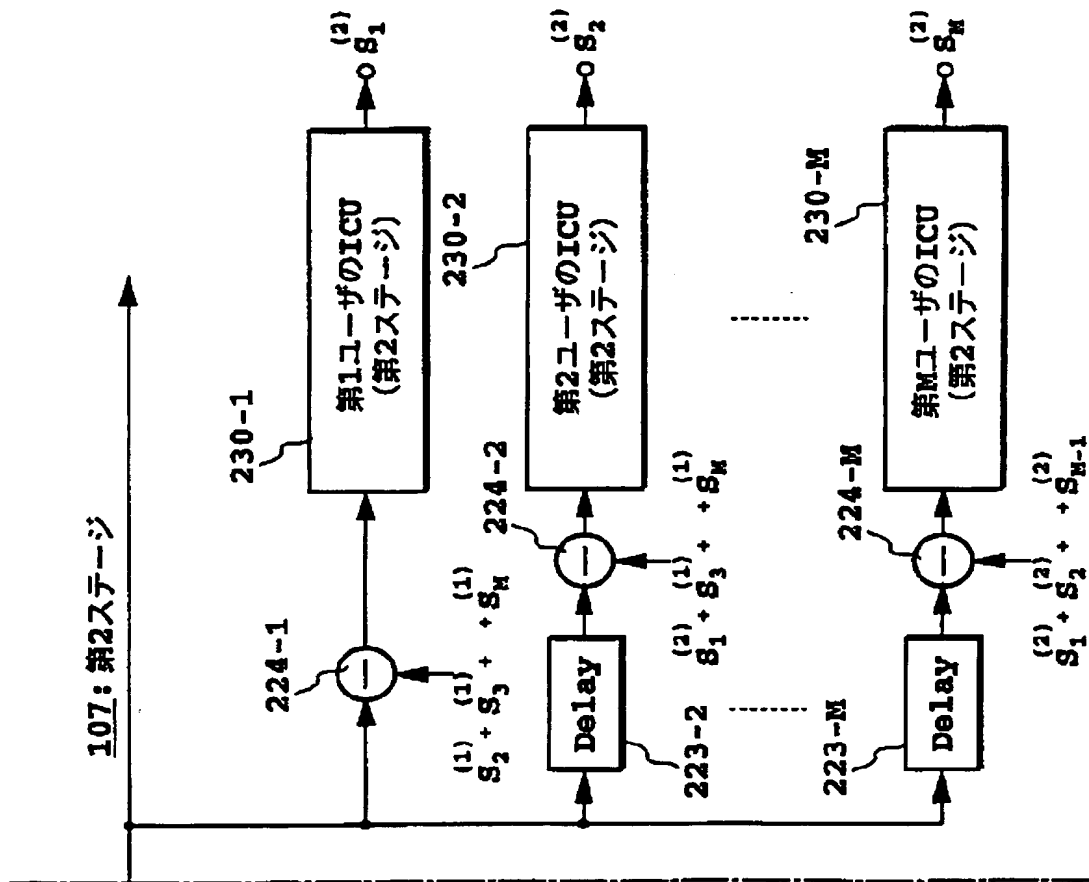 107: 第2ステージ
224-1
(1) (1) (1)
S2 + S3 + +SM
230-1
第1ユーザのICU
(第2ステージ)
(2)
S1
Delay
223-2
224-2
(2) (1) (1)
S1 + S3 + +SM
230-2
第2ユーザのICU
(第2ステージ)
(2)
S2
Delay
223-M
224-M
(2) (2) (2)
S1 + S2 + +SM-1
230-M
第MユーザのICU
(第2ステージ)
(2)
SM